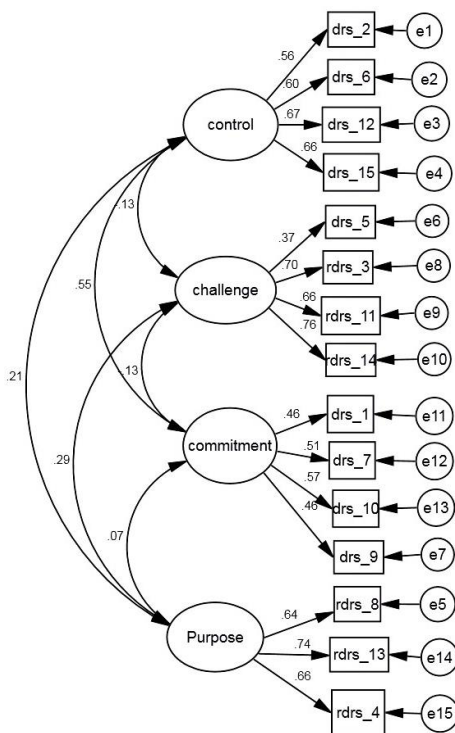 drs_2
e1
.56
drs_6
e2
.60
control
drs_12
e3
.67
drs_15
e4
.66
-.13
drs_5
e6
.37
rdrs_3
e8
.70
challenge
rdrs_11
e9
.66
rdrs_14
e10
.76
.55
-.13
.21
drs_1
e11
.46
drs_7
e12
.51
commitment
drs_10
e13
.57
drs_9
e7
.46
.29
.07
rdrs_8
e5
.64
Purpose
rdrs_13
e14
.74
rdrs_4
e15
.66